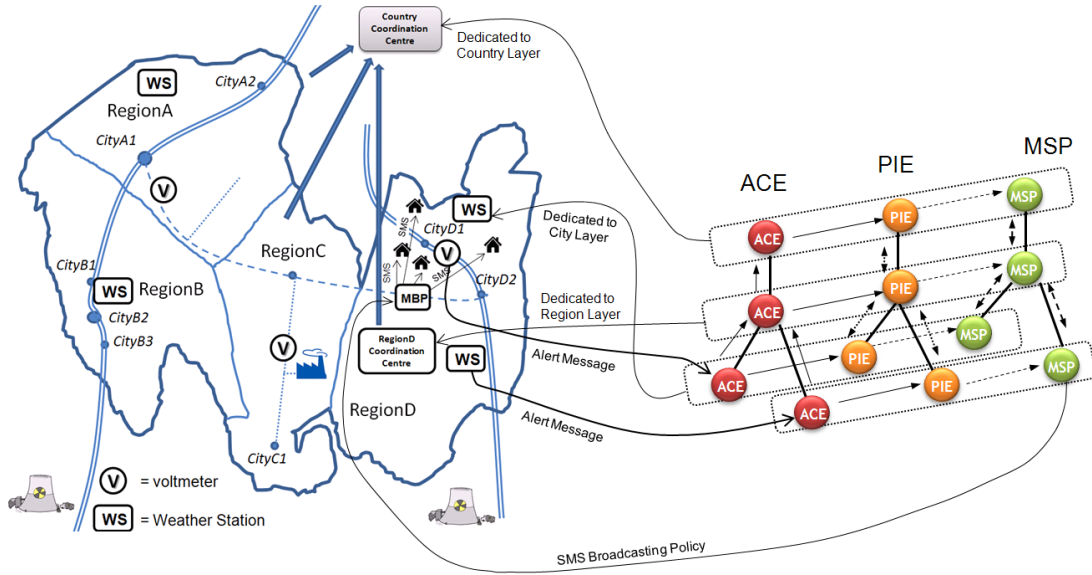 Country
Coordination
Centre
Dedicated to
Country Layer
WS
CityA2
RegionA
CityA1
V
MSP
PIE
ACE
MSP
PIE
ACE
WS
Dedicated to
City Layer
SMS
CityD1
V
RegionC
CityB1
WS
RegionB
SMS
SMS
CityD2
MBP
CityB2
CityB3
Dedicated to
Region Layer
MSP
PIE
ACE
RegionD
Coordination
Centre
V
WS
Alert Message
MSP
PIE
ACE
MSP
PIE
ACE
RegionD
Alert Message
CityC1
V = voltmeter
WS = Weather Station
SMS Broadcasting Policy